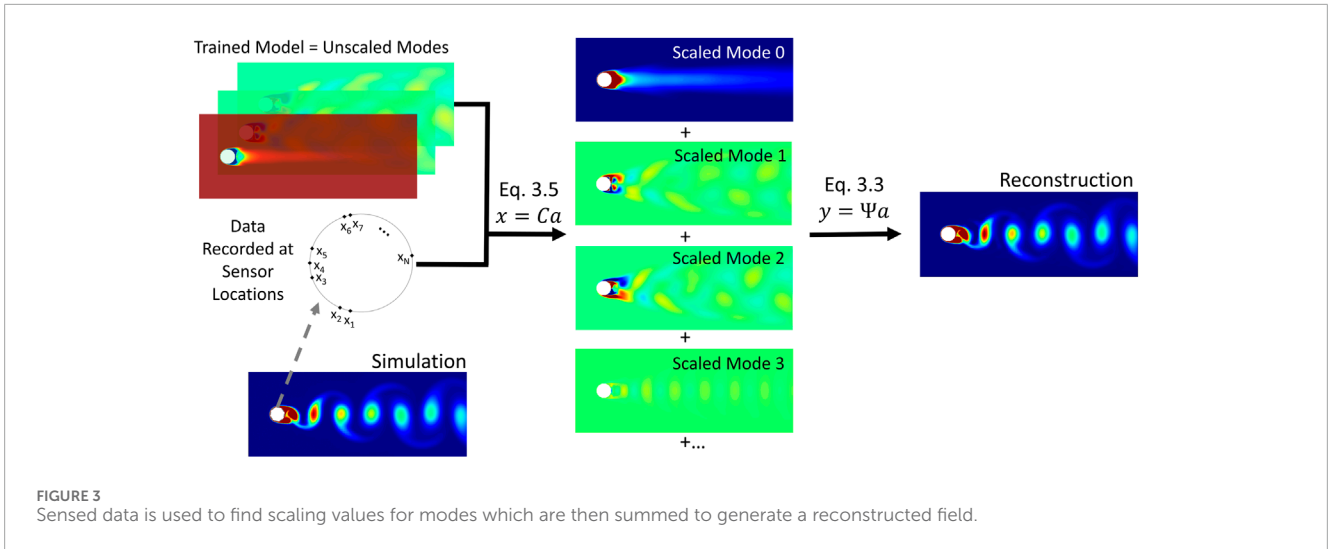 Trained Model = Unscaled Modes
Data
Recorded at
Sensor
Locations
x₆ x₇
...
x₅
x₄
x₃
x_N
x₂ x₁
Simulation
Eq. 3.5
x = Ca
Scaled Mode 0
+
Scaled Mode 1
+
Scaled Mode 2
+
Scaled Mode 3
+...
Eq. 3.3
y = Ψa
Reconstruction
FIGURE 3
Sensed data is used to find scaling values for modes which are then summed to generate a reconstructed field.